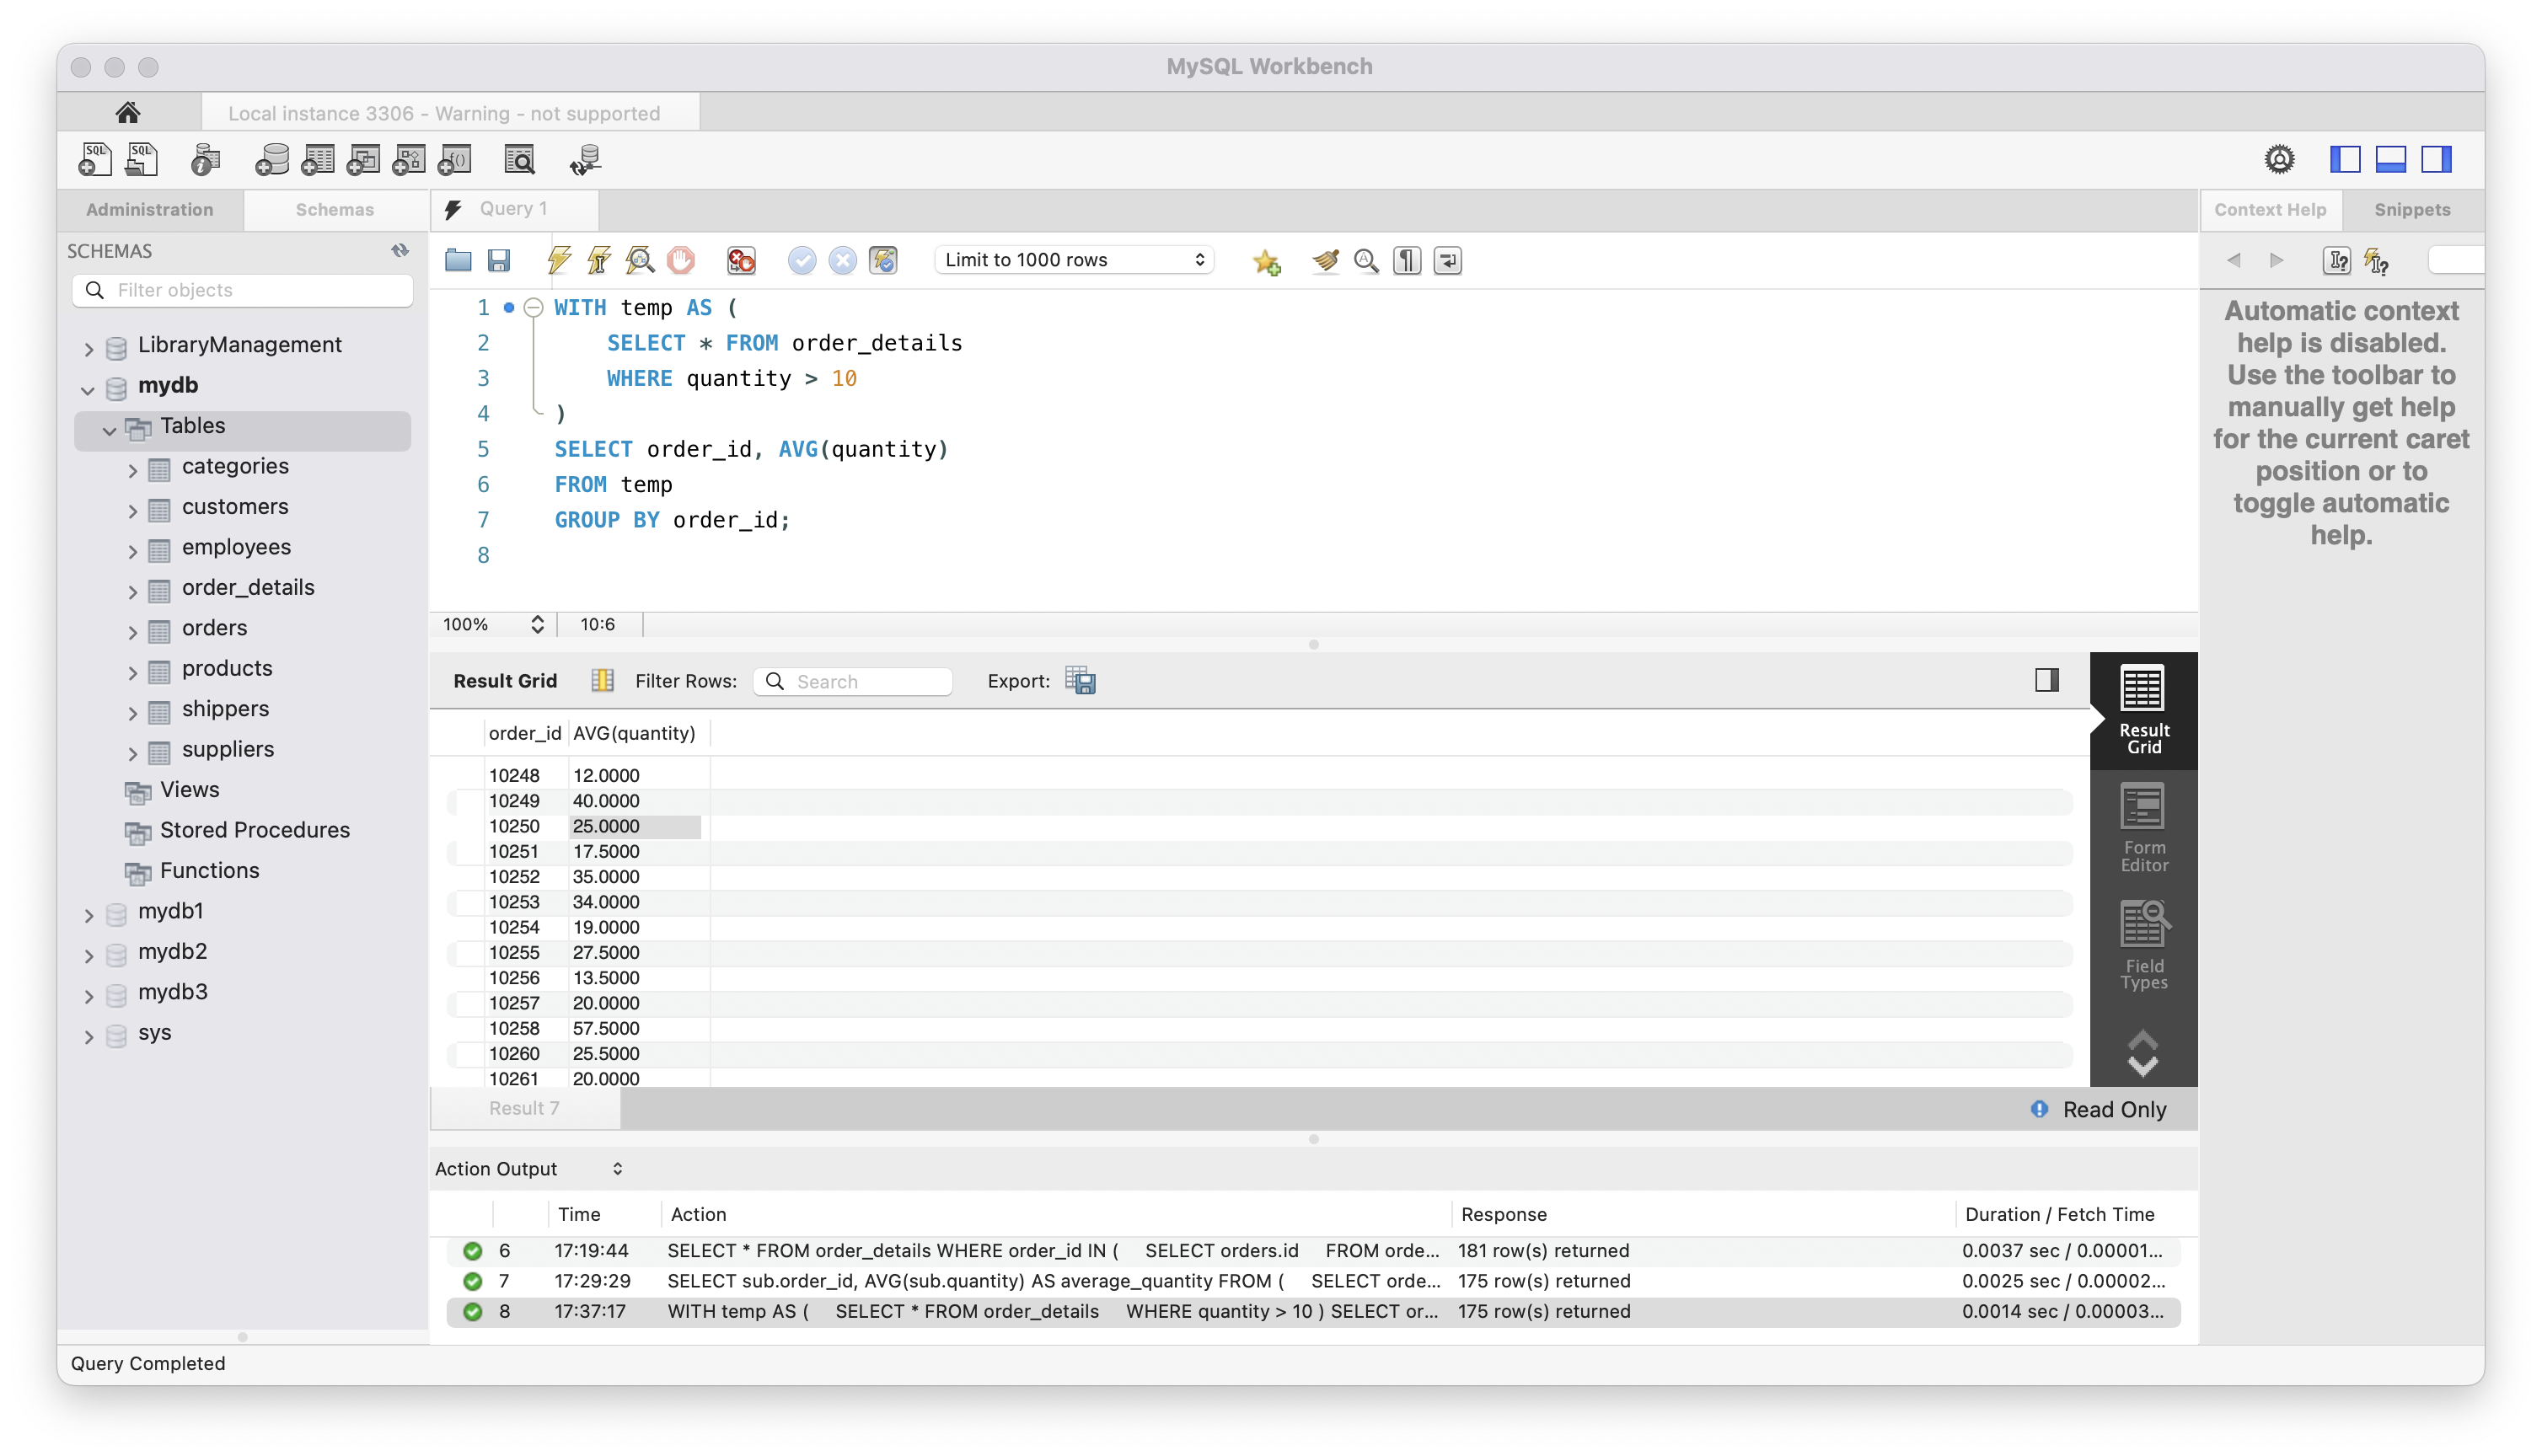 MySQL Workbench
Local instance 3306 - Warning - not supported
SQL SQL
Administration Schemas
Query 1
Context Help Snippets
SCHEMAS
Filter objects
LibraryManagement
mydb
Tables
categories
customers
employees
order_details
orders
products
shippers
suppliers
Views
Stored Procedures
Functions
mydb1
mydb2
mydb3
sys
Limit to 1000 rows
1 WITH temp AS (
2 SELECT * FROM order_details
3 WHERE quantity > 10
4 )
5 SELECT order_id, AVG(quantity)
6 FROM temp
7 GROUP BY order_id;
8
100% 10:6
Result Grid Filter Rows: Search Export:
order_id AVG(quantity)
10248 12.0000
10249 40.0000
10250 25.0000
10251 17.5000
10252 35.0000
10253 34.0000
10254 19.0000
10255 27.5000
10256 13.5000
10257 20.0000
10258 57.5000
10260 25.5000
10261 20.0000
Result
Grid
Form
Editor
Field
Types
Result 7
Read Only
Action Output
Time Action Response Duration / Fetch Time
6 17:19:44 SELECT * FROM order_details WHERE order_id IN ( SELECT orders.id FROM orde... 181 row(s) returned 0.0037 sec / 0.00001...
7 17:29:29 SELECT sub.order_id, AVG(sub.quantity) AS average_quantity FROM ( SELECT orde... 175 row(s) returned 0.0025 sec / 0.00002...
8 17:37:17 WITH temp AS ( SELECT * FROM order_details WHERE quantity > 10 ) SELECT or... 175 row(s) returned 0.0014 sec / 0.00003...
Automatic context
help is disabled.
Use the toolbar to
manually get help
for the current caret
position or to
toggle automatic
help.
Query Completed